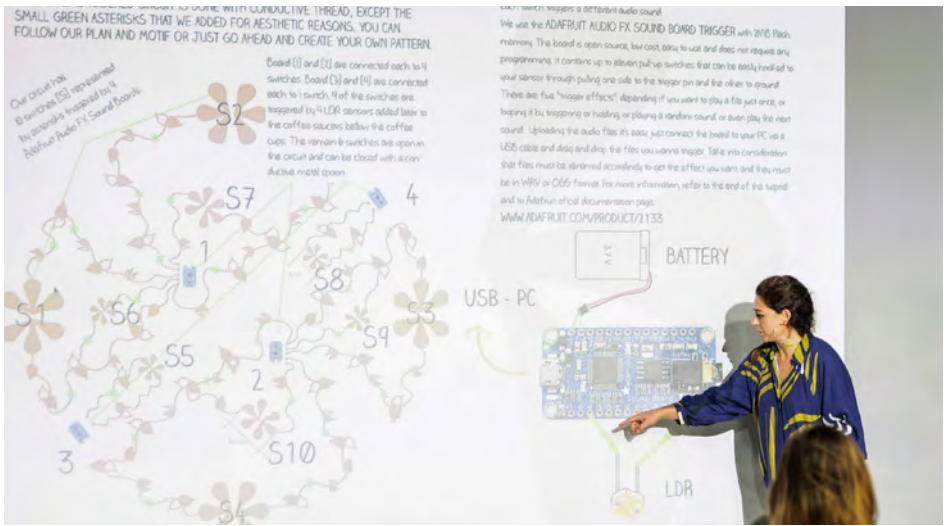 SMALL GREEN ASTERISKS THAT WE ADDED FOR AESTHETIC REASONS. YOU CAN
FOLLOW OUR PLAN AND MOTIF OR JUST GO AHEAD AND CREATE YOUR OWN PATTERN.
Our circuit has
10 switches [S] represented
by asterisks triggered by 4
Adafruit Audio FX Sound Boards.
Board [1] and [2] are connected each to 4
switches. Board [3] and [4] are connected
each to 1 switch. 4 of the switches are
triggered by 4 LDR sensors added later to
the coffee saucers bellow the coffee
cups. The remain 6 switches are open in
the circuit and can be closed with a con-
ductive metal spoon.
S2
S7
4
1
S8
S1
S6
S3
S9
S5
2
3
S10
S4
each switch triggers a different audio sound.
We use the ADAFRUIT AUDIO FX SOUND BOARD TRIGGER with 2MB Flash
memory. The board is open source, low cost, easy to use and does not require any
programming. It contains up to eleven pull-up switches that can be easily hooked to
your sensor through pulling one side to the trigger pin and the other to ground.
There are five "trigger effects", depending if you want to play a file just once, or
looping it by triggering or holding, or playing a random sound, or even play the next
sound. Uploading the audio files it's easy just connect the board to your PC via a
USB cable and drag and drop the files you wanna trigger. Take into consideration
that files must be renamed accordingly to get the effect you want, and they must
be in WAV or OGG format. For more information, refer to the end of the tutorial
and to Adafruit official documentation page.
WWW.ADAFRUIT.COM/PRODUCT/2133
3.7V
BATTERY
USB - PC
Sound Board
LDR